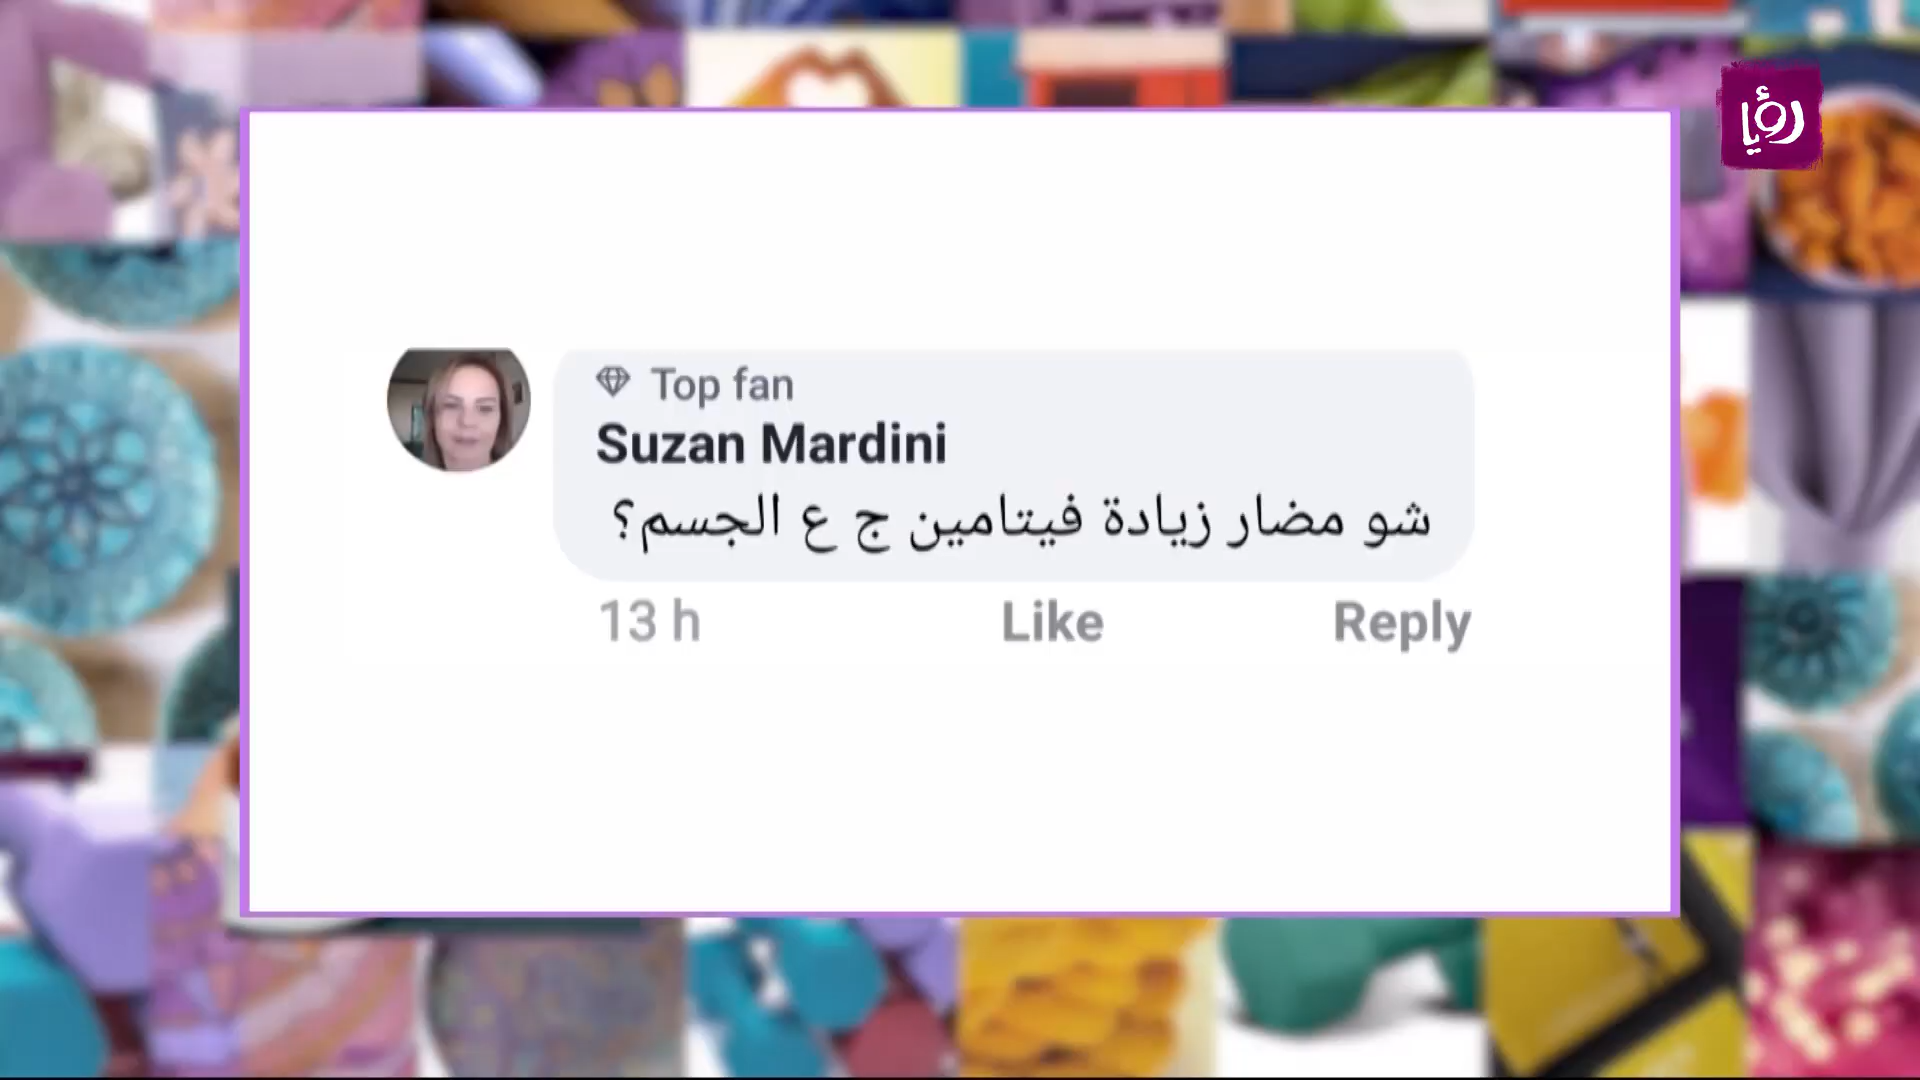 رؤيا
Top fan
Suzan Mardini
شو مضار زيادة فيتامين ج ع الجسم؟
13 h Like Reply